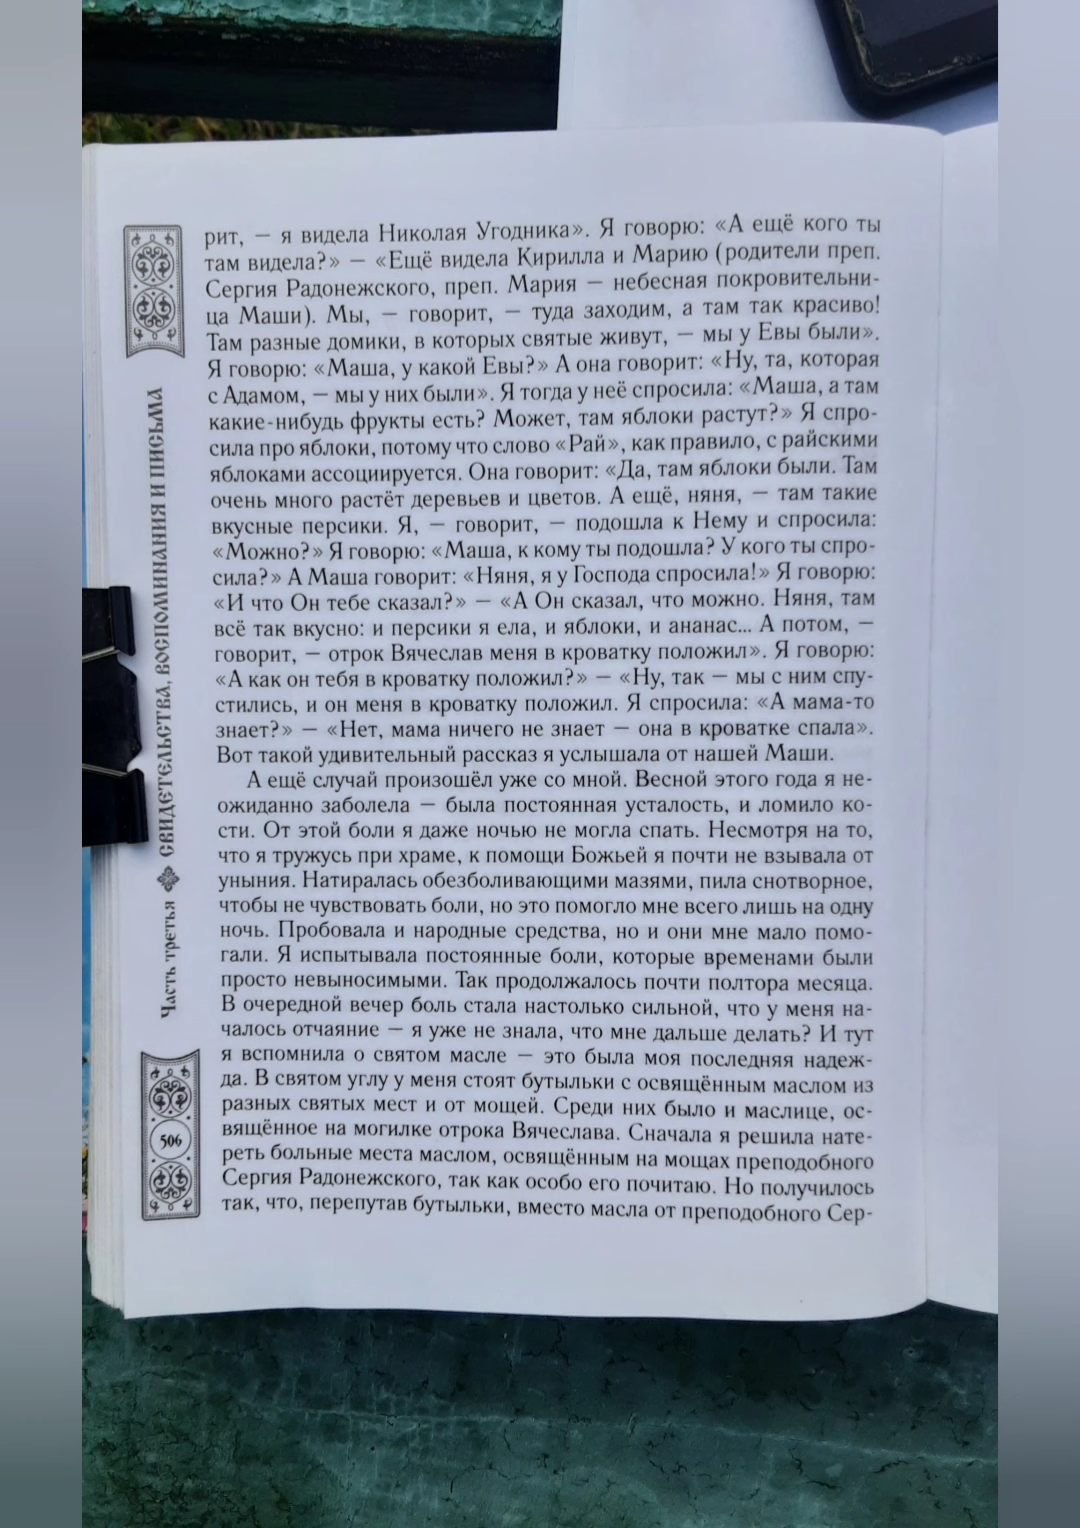 рит, — я видела Николая Угодника». Я говорю: «А ещё кого ты
там видела?» — «Ещё видела Кирилла и Марию (родители преп.
Сергия Радонежского, преп. Мария — небесная покровительни-
ца Маши). Мы, — говорит, — туда заходим, а там так красиво!
Там разные домики, в которых святые живут, — мы у Евы были».
Я говорю: «Маша, у какой Евы?» А она говорит: «Ну, та, которая
с Адамом, — мы у них были». Я тогда у неё спросила: «Маша, а там
какие-нибудь фрукты есть? Может, там яблоки растут?» Я спро-
сила про яблоки, потому что слово «Рай», как правило, с райскими
яблоками ассоциируется. Она говорит: «Да, там яблоки были. Там
очень много растёт деревьев и цветов. А ещё, няня, — там такие
вкусные персики. Я, — говорит, — подошла к Нему и спросила:
«Можно?» Я говорю: «Маша, к кому ты подошла? У кого ты спро-
сила?» А Маша говорит: «Няня, я у Господа спросила!» Я говорю:
«И что Он тебе сказал?» — «А Он сказал, что можно. Няня, там
всё так вкусно: и персики я ела, и яблоки, и ананас... А потом, —
говорит, — отрок Вячеслав меня в кроватку положил». Я говорю:
«А как он тебя в кроватку положил?» — «Ну, так — мы с ним спу-
стились, и он меня в кроватку положил. Я спросила: «А мама-то
знает?» — «Нет, мама ничего не знает — она в кроватке спала».
Вот такой удивительный рассказ я услышала от нашей Маши.
А ещё случай произошёл уже со мной. Весной этого года я не-
ожиданно заболела — была постоянная усталость, и ломило ко-
сти. От этой боли я даже ночью не могла спать. Несмотря на то,
что я тружусь при храме, к помощи Божьей я почти не взывала от
уныния. Натиралась обезболивающими мазями, пила снотворное,
чтобы не чувствовать боли, но это помогло мне всего лишь на одну
ночь. Пробовала и народные средства, но и они мне мало помо-
гали. Я испытывала постоянные боли, которые временами были
просто невыносимыми. Так продолжалось почти полтора месяца.
В очередной вечер боль стала настолько сильной, что у меня на-
чалось отчаяние — я уже не знала, что мне дальше делать? И тут
я вспомнила о святом масле — это была моя последняя надеж-
да. В святом углу у меня стоят бутыльки с освящённым маслом из
разных святых мест и от мощей. Среди них было и маслице, ос-
вящённое на могилке отрока Вячеслава. Сначала я решила нате-
реть больные места маслом, освящённым на мощах преподобного
Сергия Радонежского, так как особо его почитаю. Но получилось
так, что, перепутав бутыльки, вместо масла от преподобного Сер-
Часть третья СВИДЕТЕЛЬСТВА, ВОСПОМИНАНИЯ И ПИСЬМА
506